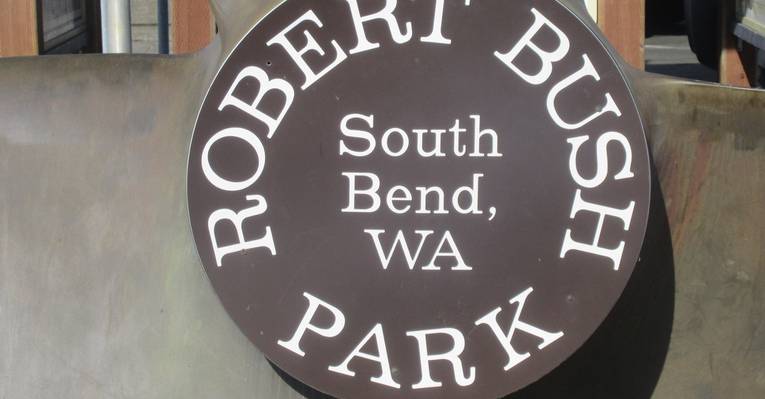 ROBERT BUSH
South
Bend,
WA
PARK